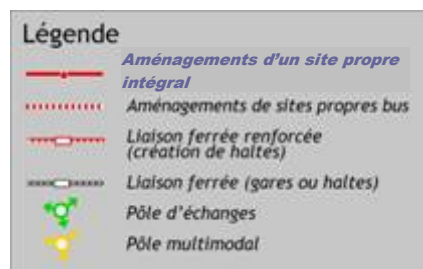 Légende
Aménagements d'un site propre
intégral
Aménagements de sites propres bus
Liaison ferrée renforcée
(création de haltes)
Liaison ferrée (gares ou haltes)
Pôle d'échanges
Pôle multimodal